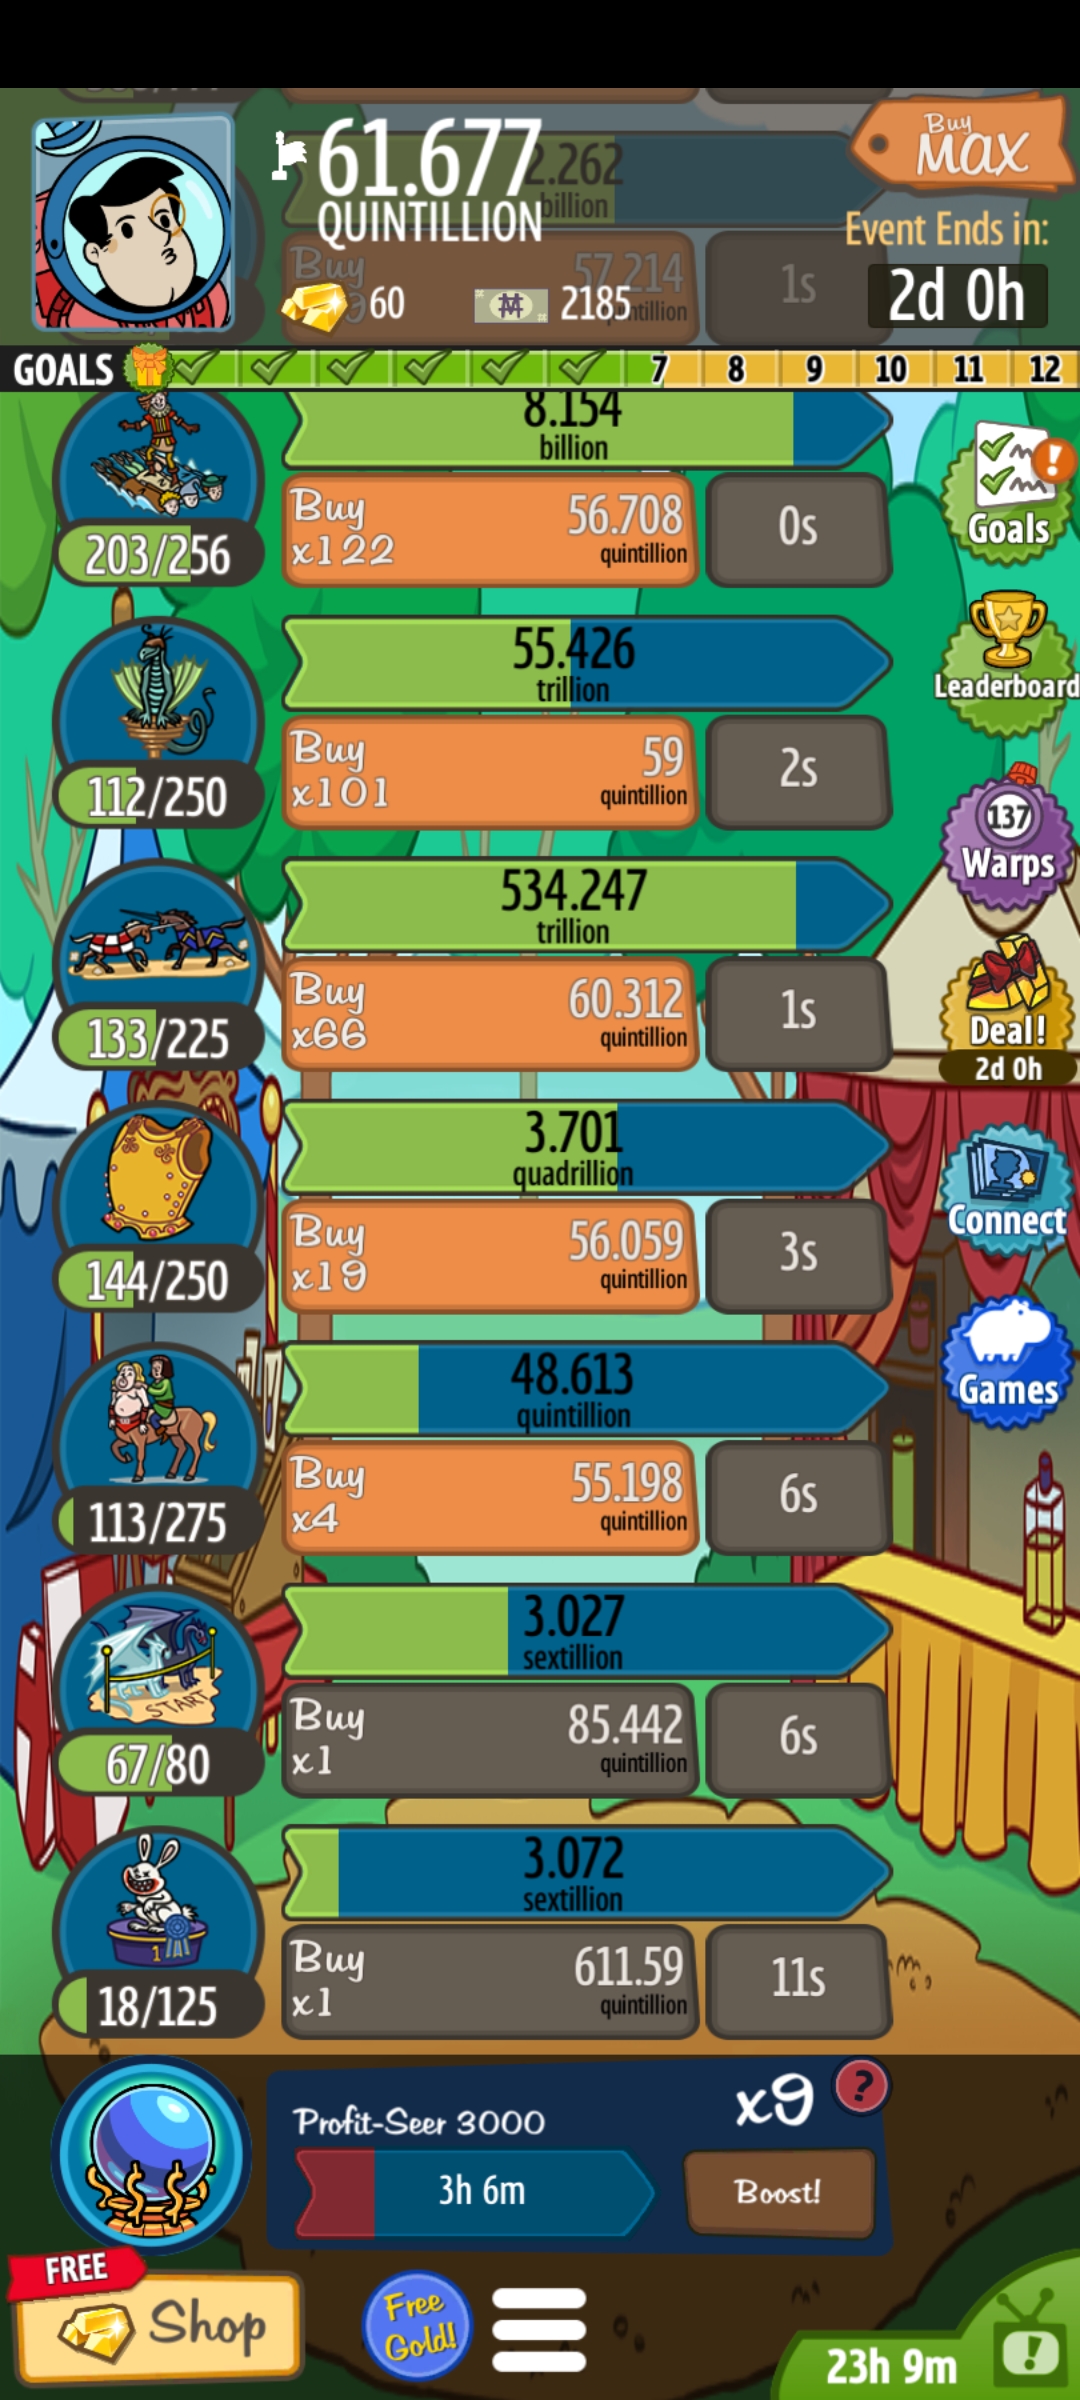 61.677
QUINTILLION
2.262
billion
Buy
57.214
1s
60
2185
Buy
MAX
Event Ends in:
2d 0h
GOALS
7 8 9 10 11 12
8.154
billion
203/256
Buy
x122
56.708
quintillion
0s
55.426
trillion
112/250
Buy
x101
59
quintillion
2s
534.247
trillion
133/225
Buy
x66
60.312
quintillion
1s
3.701
quadrillion
144/250
Buy
x19
56.059
quintillion
3s
48.613
quintillion
113/275
Buy
x4
55.198
quintillion
6s
3.027
sextillion
START
67/80
Buy
x1
85.442
quintillion
6s
3.072
sextillion
1
18/125
Buy
x1
611.59
quintillion
11s
!
Goals
Leaderboard
137
Warps
Deal!
2d 0h
Connect
Games
Profit-Seer 3000
x9
?
3h 6m
Boost!
FREE
Shop
Free
Gold!
23h 9m
!